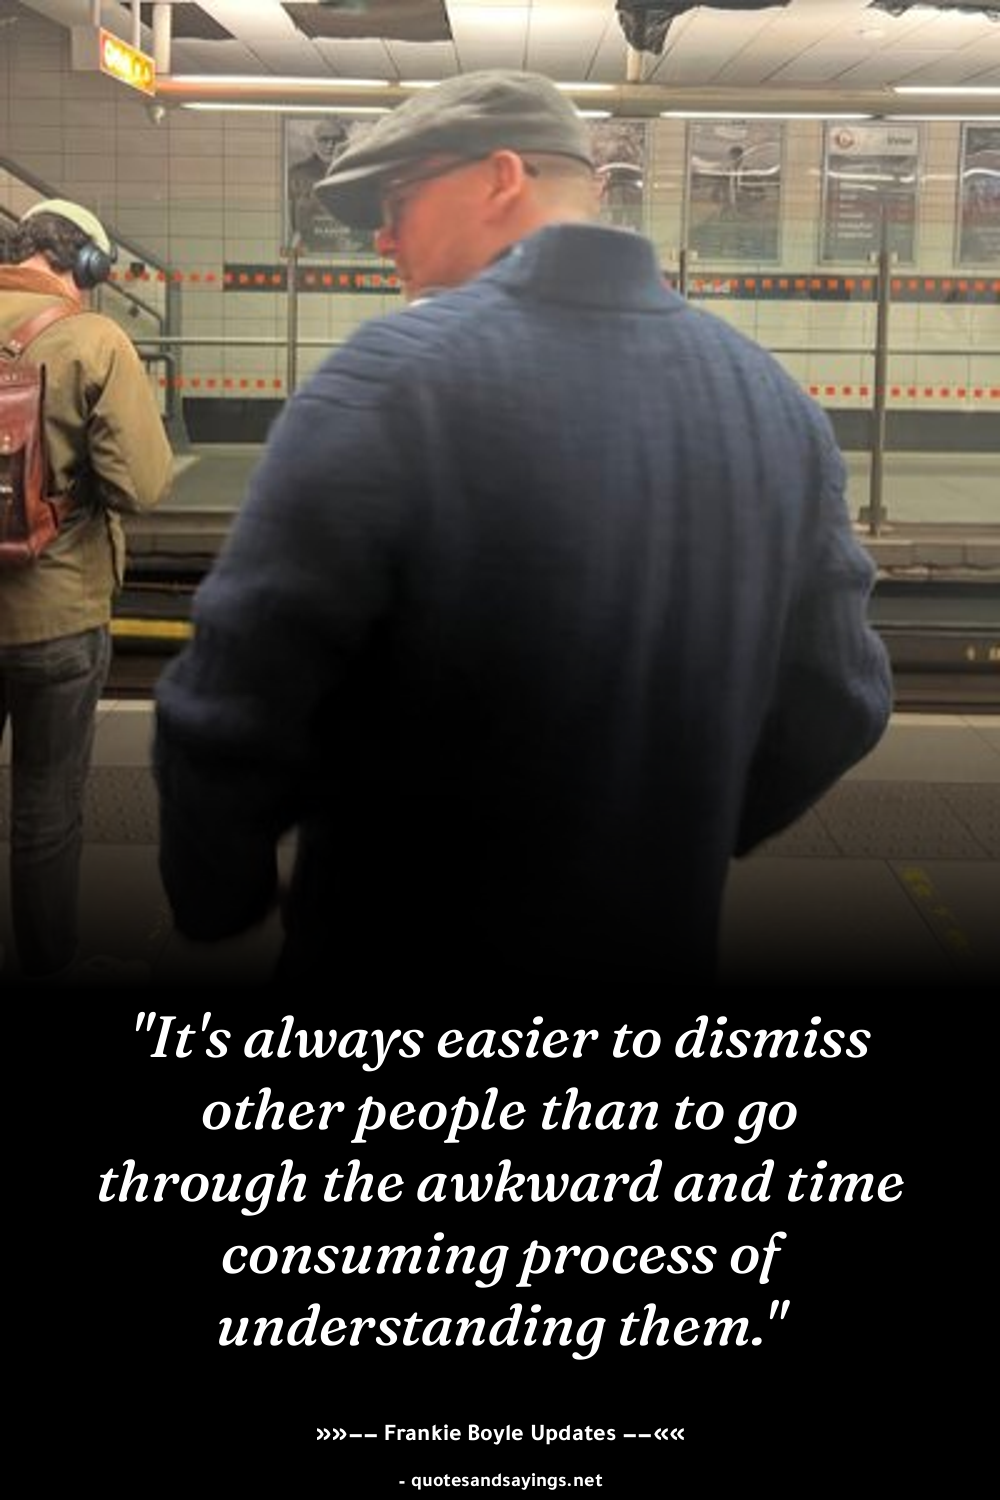 "It's always easier to dismiss
other people than to go
through the awkward and time
consuming process of
understanding them."
»»–– Frankie Boyle Updates ––««
- quotesandsayings.net